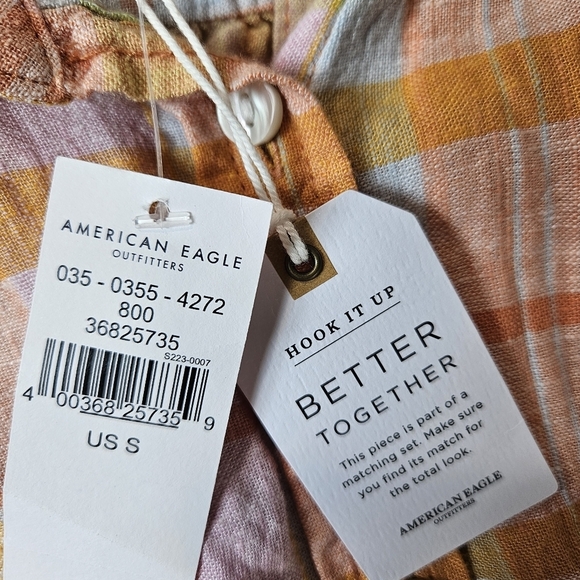 AMERICAN EAGLE
OUTFITTERS
035 - 0355 - 4272
800
36825735
S223-0007
4 00368 25735 9
US S
HOOK IT UP
BETTER
TOGETHER
This piece is part of a
matching set. Make sure
you find its match for
the total look.
AMERICAN EAGLE
OUTFITTERS